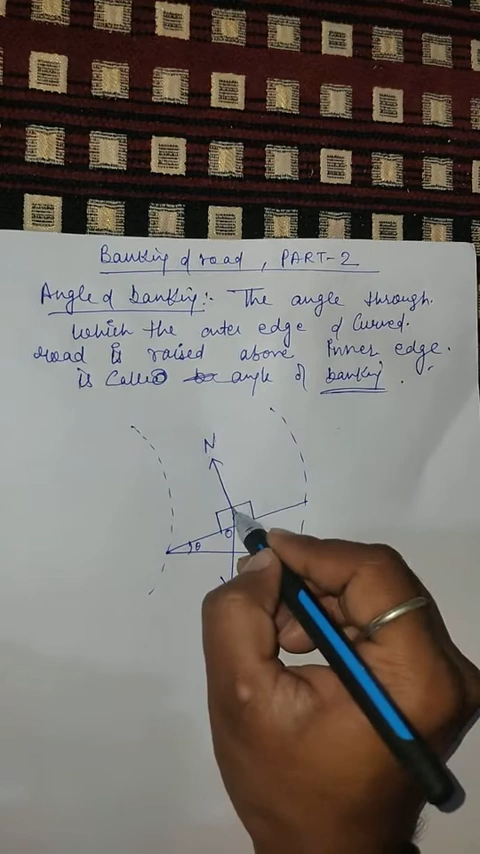 Banking of road, PART-2
Angle of banking:- The angle through
which the outer edge of curved
road is raised above inner edge.
is called angle of banking.
N
θ
θ